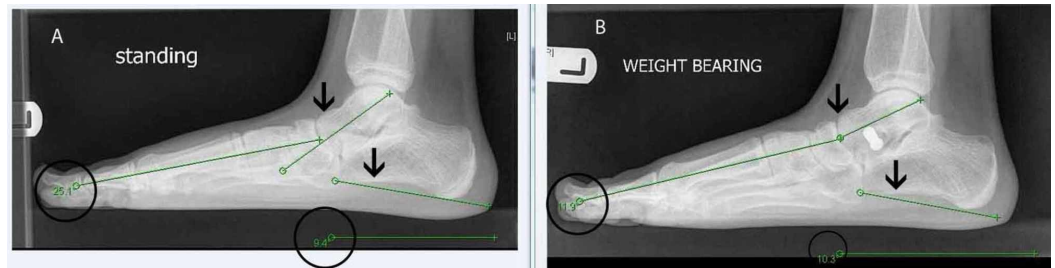 A
standing
[L]
L
25.1
9.4
B
WEIGHT BEARING
L
11.9
10.3